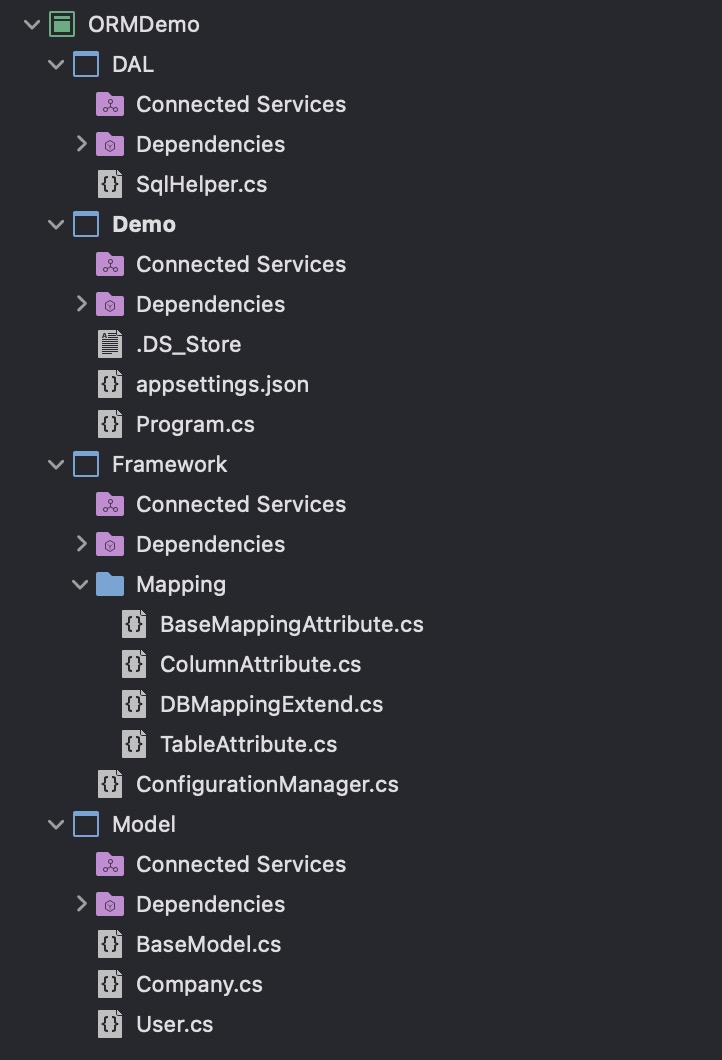 ORMDemo
DAL
Connected Services
Dependencies
SqlHelper.cs
Demo
Connected Services
Dependencies
.DS_Store
appsettings.json
Program.cs
Framework
Connected Services
Dependencies
Mapping
BaseMappingAttribute.cs
ColumnAttribute.cs
DBMappingExtend.cs
TableAttribute.cs
ConfigurationManager.cs
Model
Connected Services
Dependencies
BaseModel.cs
Company.cs
User.cs